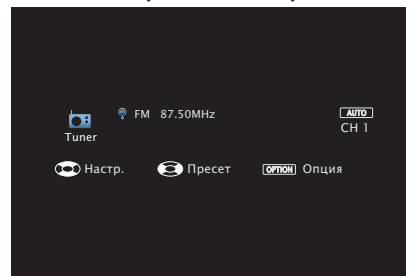 FM 87.50MHz
AUTO
Tuner
CH 1
Настр. Пресет OPTION Опция